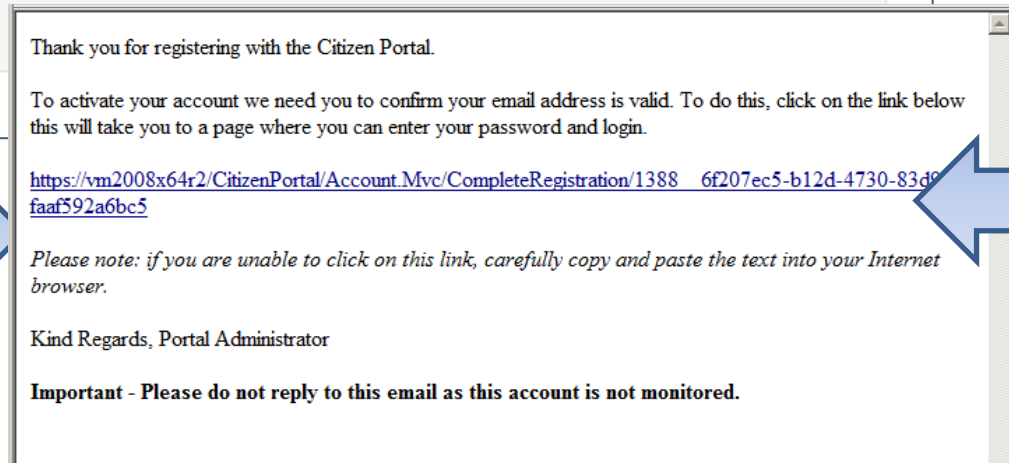 Thank you for registering with the Citizen Portal.
To activate your account we need you to confirm your email address is valid. To do this, click on the link below
this will take you to a page where you can enter your password and login.
https://vm2008x64r2/CitizenPortal/Account.Mvc/CompleteRegistration/1388__6f207ec5-b12d-4730-83d9
faaf592a6bc5
Please note: if you are unable to click on this link, carefully copy and paste the text into your Internet
browser.
Kind Regards, Portal Administrator
Important - Please do not reply to this email as this account is not monitored.